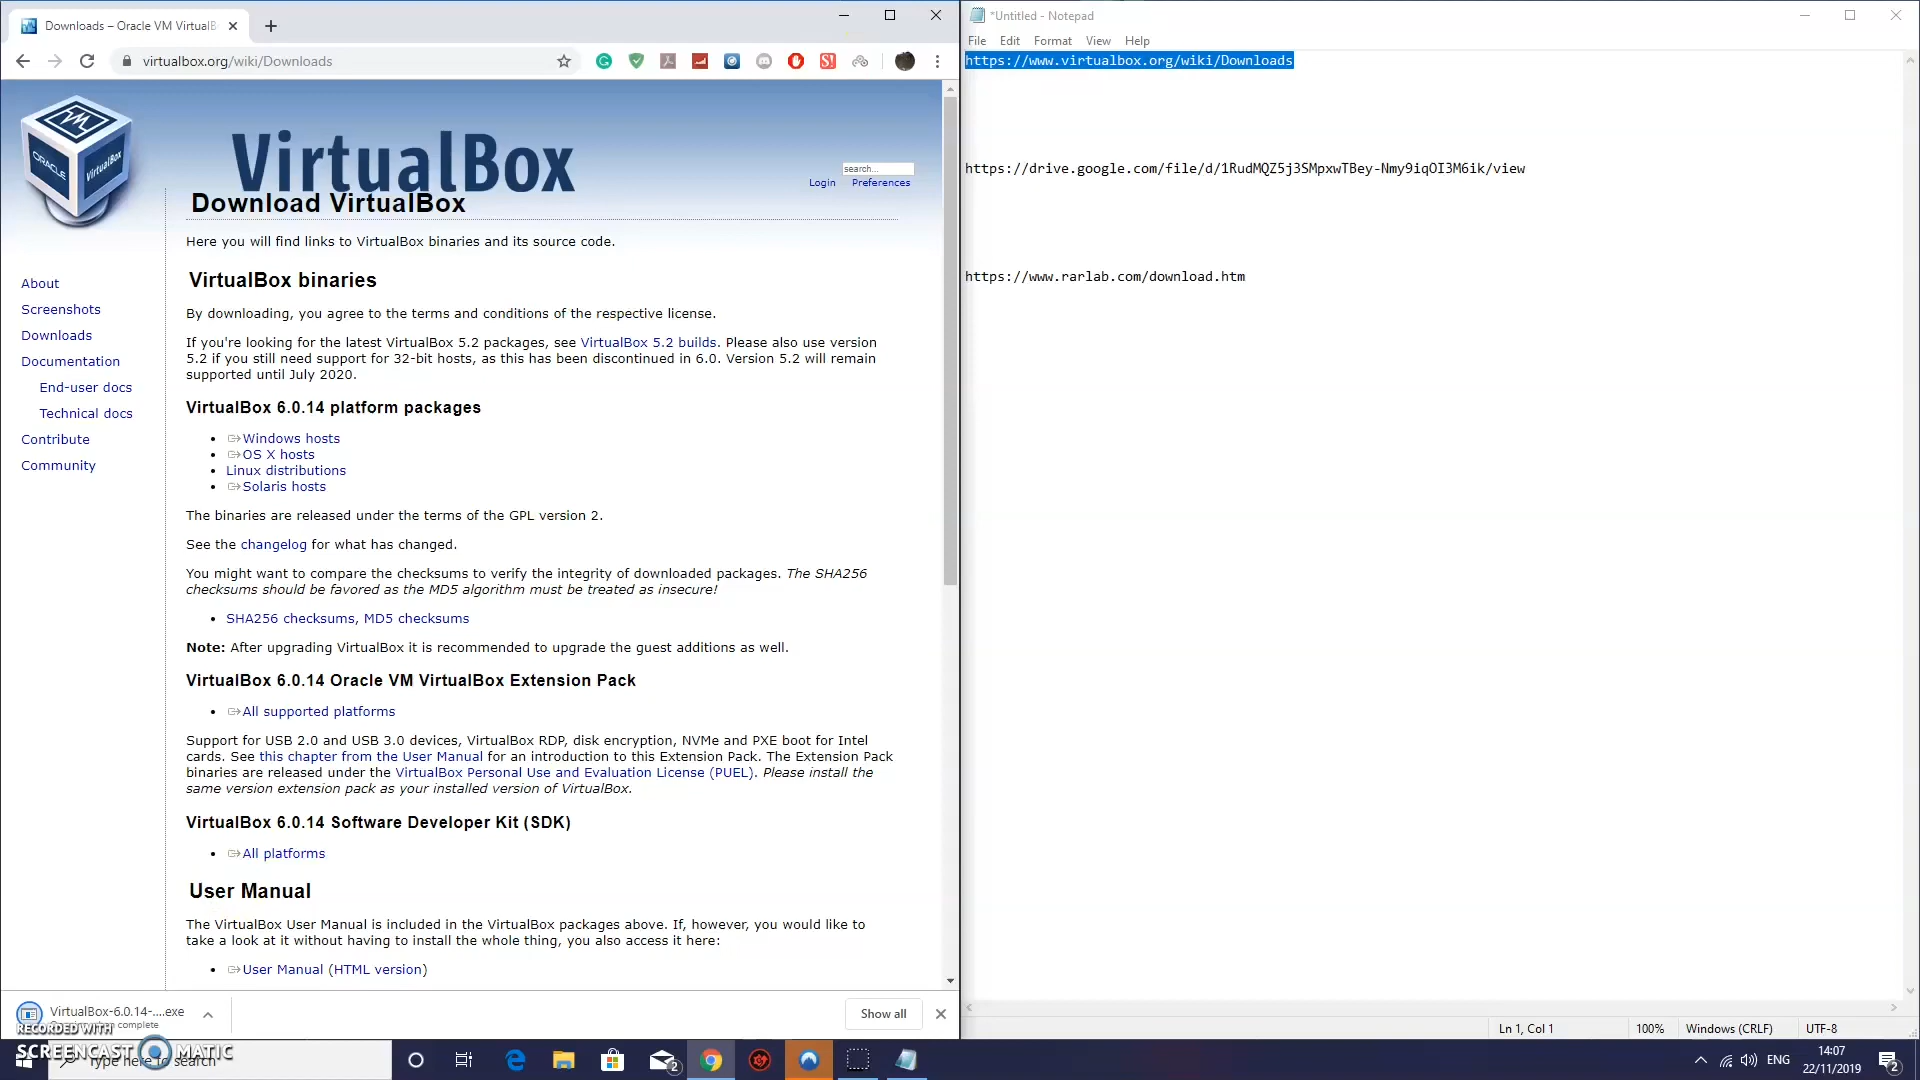 Downloads – Oracle VM VirtualB
virtualbox.org/wiki/Downloads
ORACLE
VirtualBox
VirtualBox
search...
Login Preferences
Download VirtualBox
Here you will find links to VirtualBox binaries and its source code.
About
Screenshots
Downloads
Documentation
End-user docs
Technical docs
Contribute
Community
VirtualBox binaries
By downloading, you agree to the terms and conditions of the respective license.
If you're looking for the latest VirtualBox 5.2 packages, see VirtualBox 5.2 builds. Please also use version
5.2 if you still need support for 32-bit hosts, as this has been discontinued in 6.0. Version 5.2 will remain
supported until July 2020.
VirtualBox 6.0.14 platform packages
Windows hosts
OS X hosts
Linux distributions
Solaris hosts
The binaries are released under the terms of the GPL version 2.
See the changelog for what has changed.
You might want to compare the checksums to verify the integrity of downloaded packages. The SHA256
checksums should be favored as the MD5 algorithm must be treated as insecure!
SHA256 checksums, MD5 checksums
Note: After upgrading VirtualBox it is recommended to upgrade the guest additions as well.
VirtualBox 6.0.14 Oracle VM VirtualBox Extension Pack
All supported platforms
Support for USB 2.0 and USB 3.0 devices, VirtualBox RDP, disk encryption, NVMe and PXE boot for Intel
cards. See this chapter from the User Manual for an introduction to this Extension Pack. The Extension Pack
binaries are released under the VirtualBox Personal Use and Evaluation License (PUEL). Please install the
same version extension pack as your installed version of VirtualBox.
VirtualBox 6.0.14 Software Developer Kit (SDK)
All platforms
User Manual
The VirtualBox User Manual is included in the VirtualBox packages above. If, however, you would like to
take a look at it without having to install the whole thing, you also access it here:
User Manual (HTML version)
VirtualBox-6.0.14-....exe
complete
Show all
*Untitled - Notepad
File Edit Format View Help
https://www.virtualbox.org/wiki/Downloads
https://drive.google.com/file/d/1RudMQZ5j3SMpxwTBey-Nmy9iqOI3M6ik/view
https://www.rarlab.com/download.htm
Ln 1, Col 1 100% Windows (CRLF) UTF-8
RECORDED WITH
SCREENCAST MATIC
Type here to search
2
ENG
14:07
22/11/2019
2